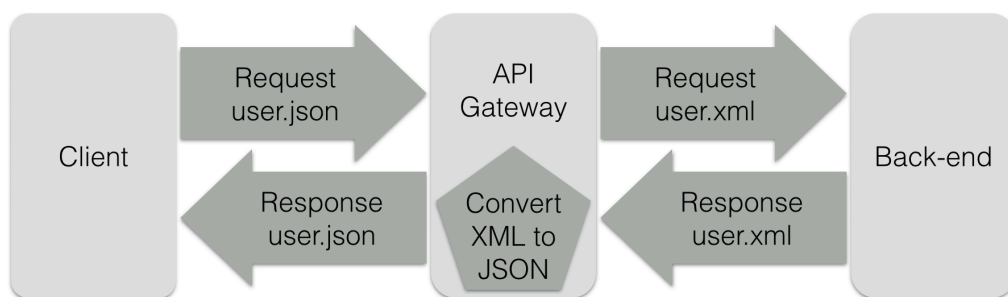 Client
Request
user.json
Response
user.json
API
Gateway
Convert
XML to
JSON
Request
user.xml
Response
user.xml
Back-end